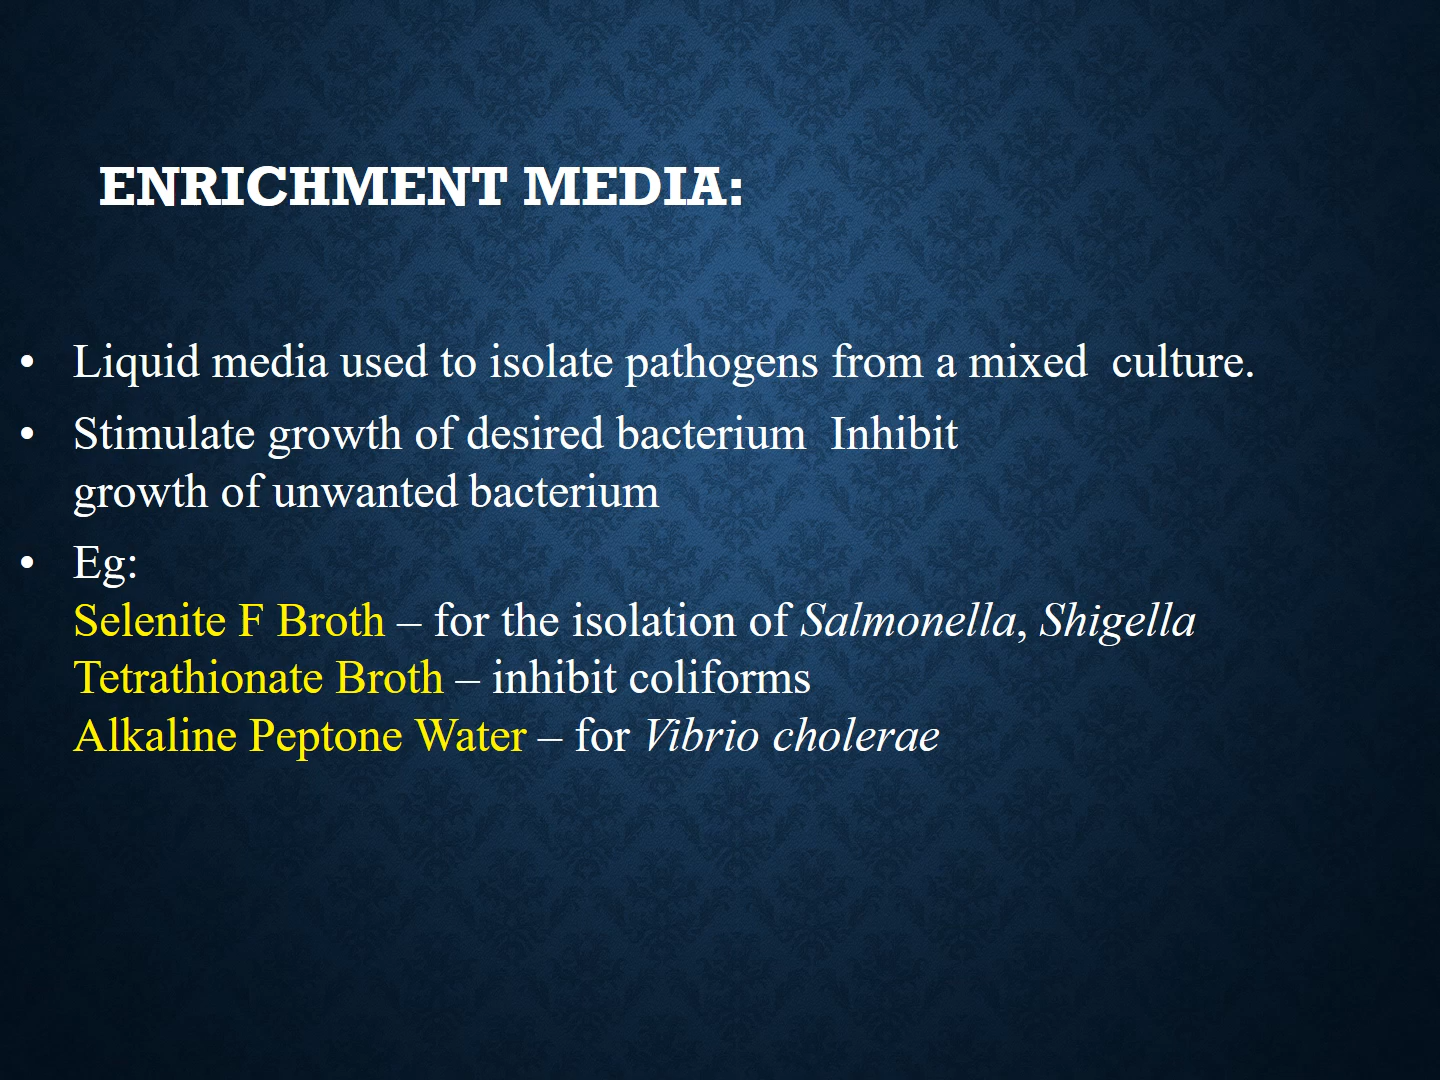 ENRICHMENT MEDIA:
• Liquid media used to isolate pathogens from a mixed  culture.
• Stimulate growth of desired bacterium  Inhibit
growth of unwanted bacterium
• Eg:
Selenite F Broth – for the isolation of Salmonella, Shigella
Tetrathionate Broth – inhibit coliforms
Alkaline Peptone Water – for Vibrio cholerae